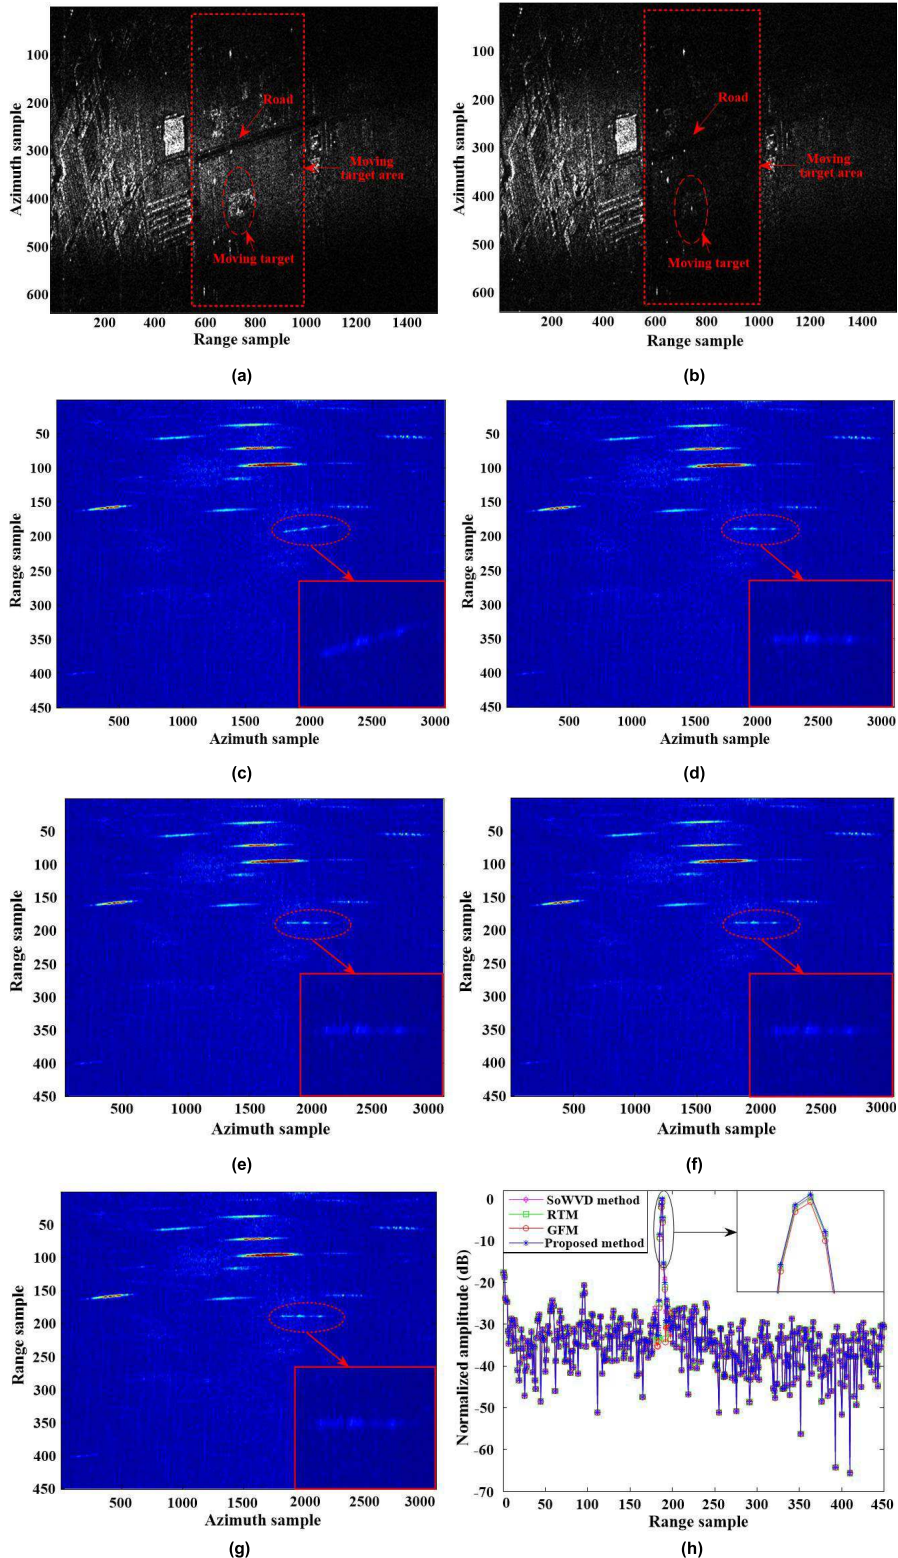 100
200
300
400
500
600
Azimuth sample
Road
Moving
target area
Moving target
200 400 600 800 1000 1200 1400
Range sample
(a)
100
200
300
400
500
600
Azimuth sample
Road
Moving
target area
Moving target
200 400 600 800 1000 1200 1400
Range sample
(b)
50
100
150
200
250
300
350
400
450
Range sample
500 1000 1500 2000 2500 3000
Azimuth sample
(c)
50
100
150
200
250
300
350
400
450
Range sample
500 1000 1500 2000 2500 3000
Azimuth sample
(d)
50
100
150
200
250
300
350
400
450
Range sample
500 1000 1500 2000 2500 3000
Azimuth sample
(e)
50
100
150
200
250
300
350
400
450
Range sample
500 1000 1500 2000 2500 3000
Azimuth sample
(f)
50
100
150
200
250
300
350
400
450
Range sample
500 1000 1500 2000 2500 3000
Azimuth sample
(g)
0
-10
-20
-30
-40
-50
-60
-70
Normalized amplitude (dB)
SoWVD method
RTM
GFM
Proposed method
0 50 100 150 200 250 300 350 400 450
Range sample
(h)